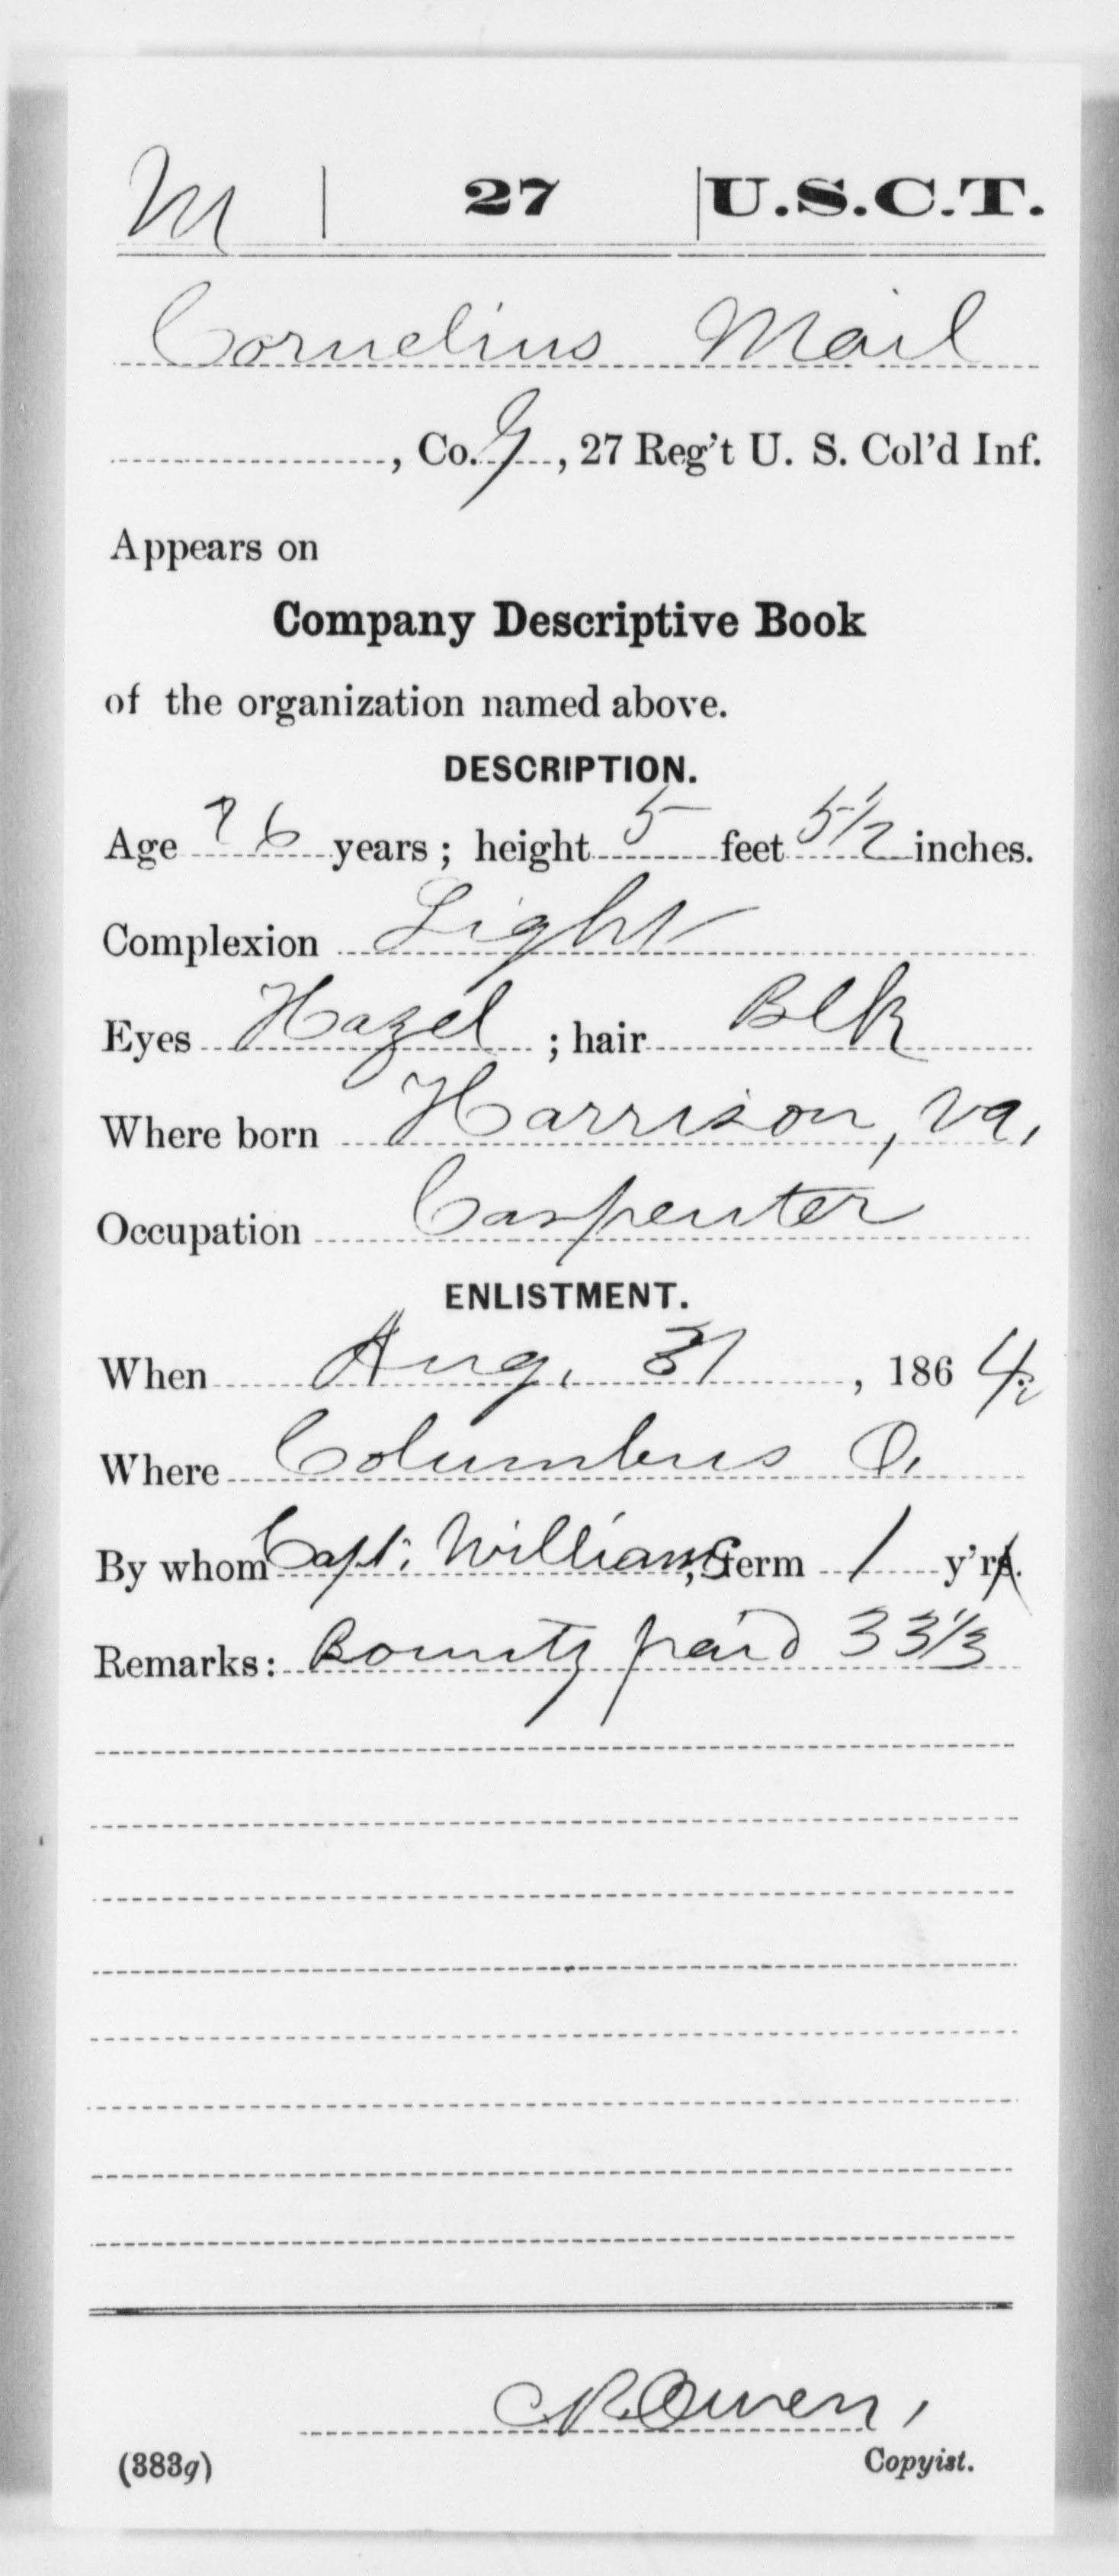 M | 27 | U.S.C.T.
Cornelius Mail
, Co. G, 27 Reg't U. S. Col'd Inf.
Appears on
Company Descriptive Book
of the organization named above.
DESCRIPTION.
Age 26 years; height 5 feet 5½ inches.
Complexion Light
Eyes Hazel ; hair Blk
Where born Harrison, Va,
Occupation Carpenter
ENLISTMENT.
When Aug. 31 , 1864.
Where Columbus O.
By whom Capt. Williams, term 1 y'r.
Remarks: Bounty paid 33⅓
Owen,
(383g) Copyist.